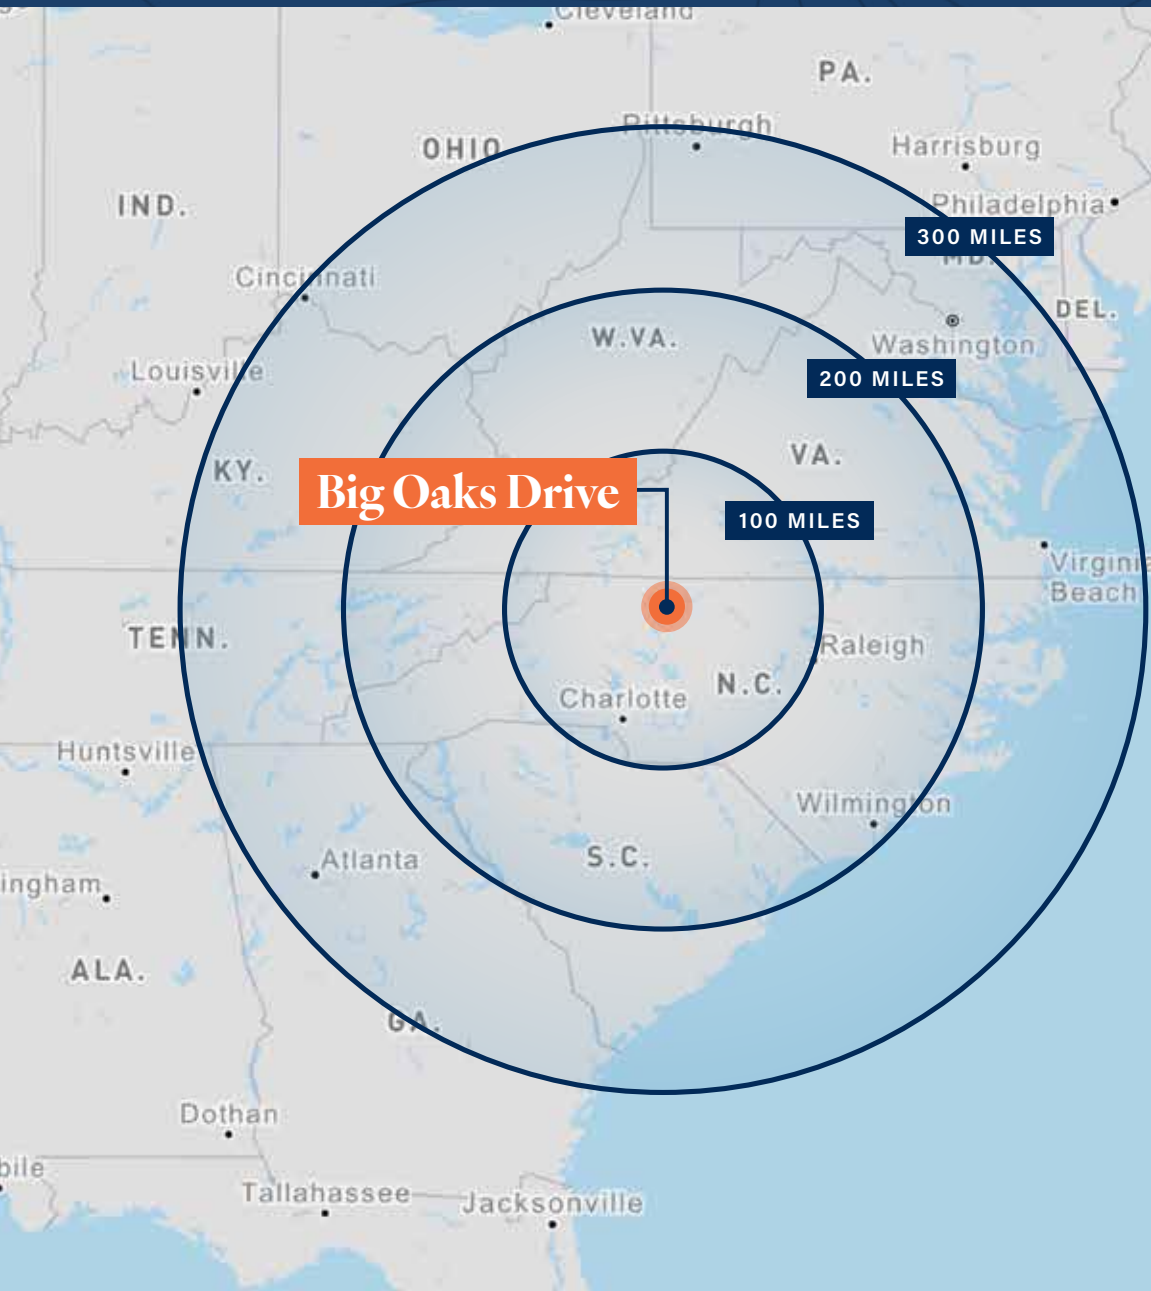 Cleveland
PA.
Pittsburgh
OHIO
Harrisburg
IND.
Philadelphia
300 MILES
MD.
Cincinnati
DEL.
W.VA.
Washington
Louisville
200 MILES
VA.
KY.
Big Oaks Drive
100 MILES
Virginia
Beach
TENN.
Raleigh
N.C.
Charlotte
Huntsville
Wilmington
S.C.
Atlanta
ingham
ALA.
GA.
Dothan
bile
Tallahassee
Jacksonville